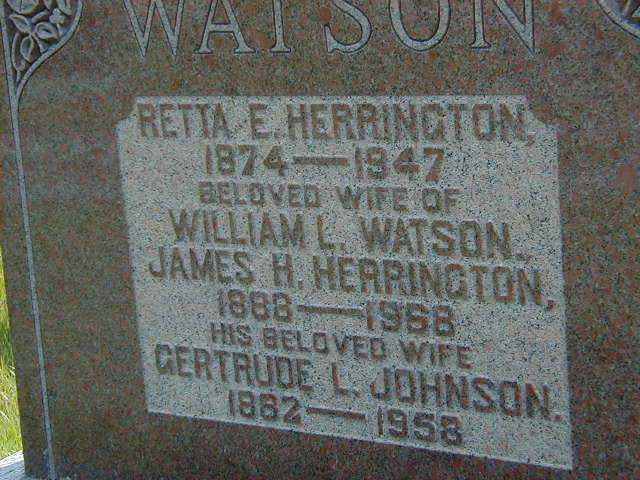 WATSON
RETTA E. HERRINGTON,
1874—1947
BELOVED WIFE OF
WILLIAM L. WATSON.
JAMES H. HERRINGTON,
1888—1968
HIS BELOVED WIFE
GERTRUDE L. JOHNSON.
1882—1958